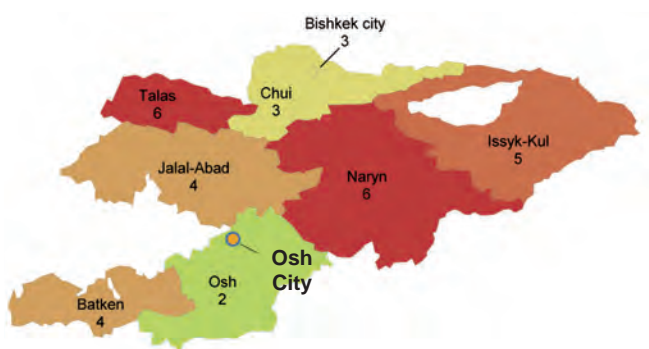 Bishkek city
3
Talas
6
Chui
3
Issyk-Kul
5
Jalal-Abad
4
Naryn
6
Osh
City
Osh
2
Batken
4